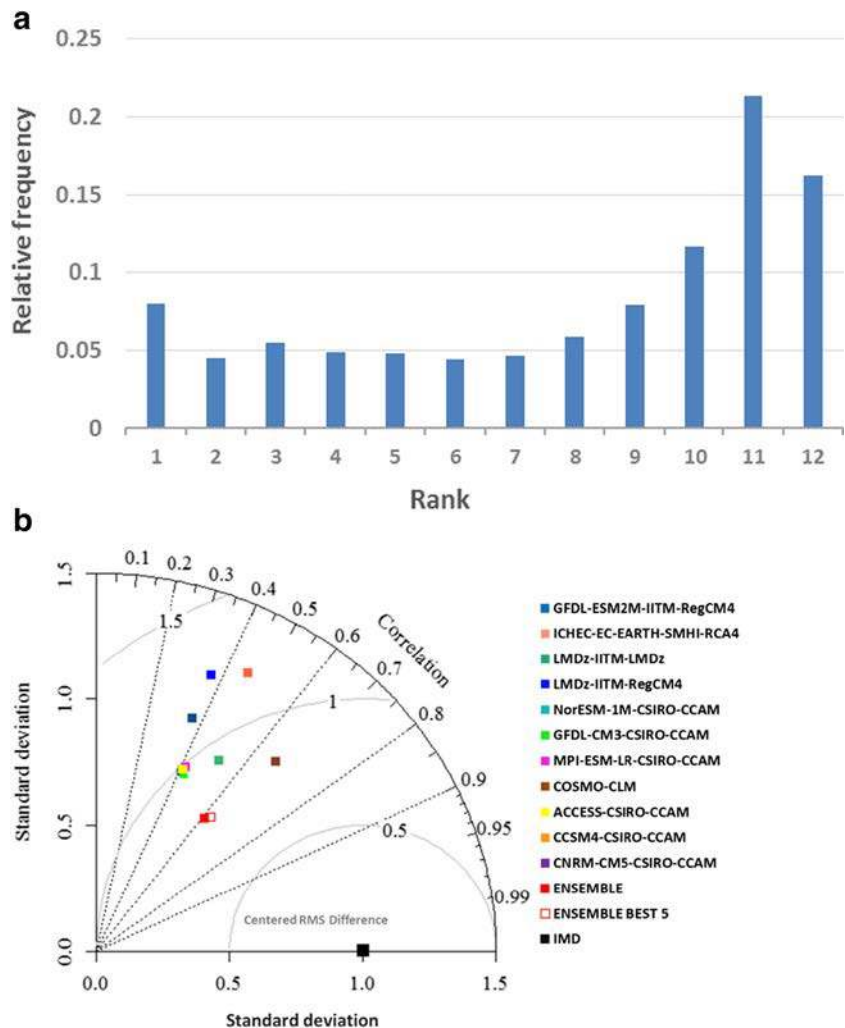 a
0.25
0.2
0.15
0.1
0.05
0
Relative frequency
1 2 3 4 5 6 7 8 9 10 11 12
Rank
b
1.5
1.0
0.5
0.0
Standard deviation
0.1 0.2 0.3 0.4 0.5 0.6 0.7 0.8 0.9 0.95 0.99
Correlation
1.5
1
0.5
Centered RMS Difference
0.0 0.5 1.0 1.5
Standard deviation
GFDL-ESM2M-IITM-RegCM4
ICHEC-EC-EARTH-SMHI-RCA4
LMDz-IITM-LMDz
LMDz-IITM-RegCM4
NorESM-1M-CSIRO-CCAM
GFDL-CM3-CSIRO-CCAM
MPI-ESM-LR-CSIRO-CCAM
COSMO-CLM
ACCESS-CSIRO-CCAM
CCSM4-CSIRO-CCAM
CNRM-CM5-CSIRO-CCAM
ENSEMBLE
ENSEMBLE BEST 5
IMD